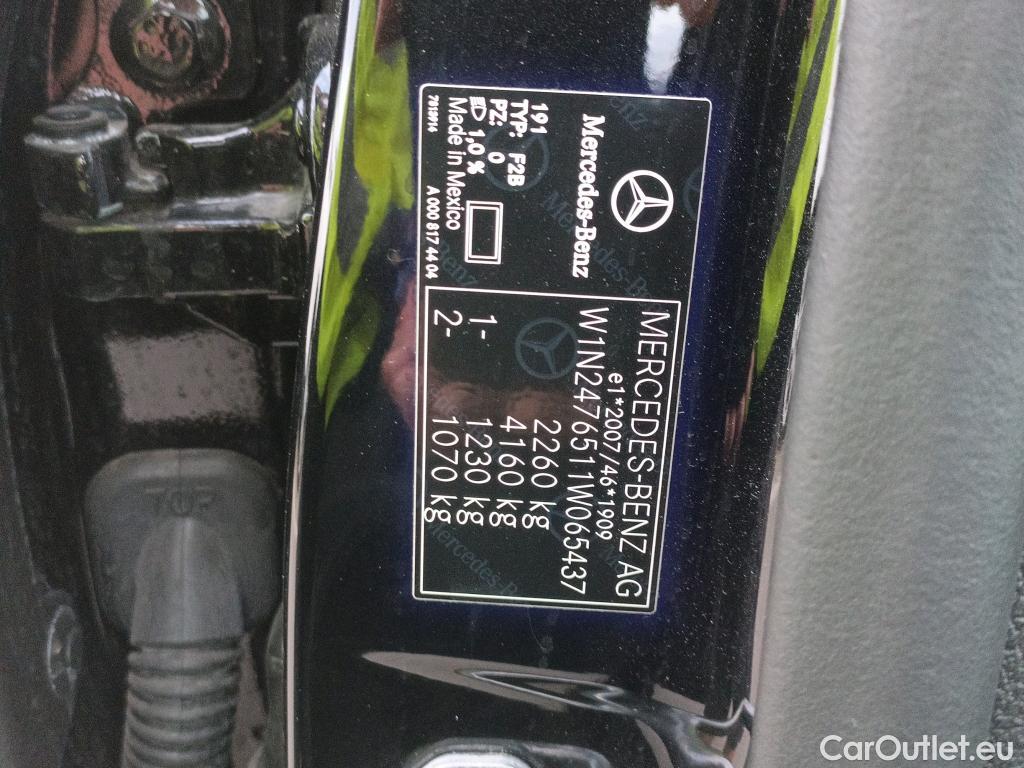 Mercedes-Benz
191
TYP: F2B
PZ: 0
1,0 %
Made in Mexico
7613914 A 000 817 44 04
MERCEDES-BENZ AG
e1*2007/46*1909
W1N2476511W065437
2260 kg
4160 kg
1- 1230 kg
2- 1070 kg
TOP
CarOutlet.eu